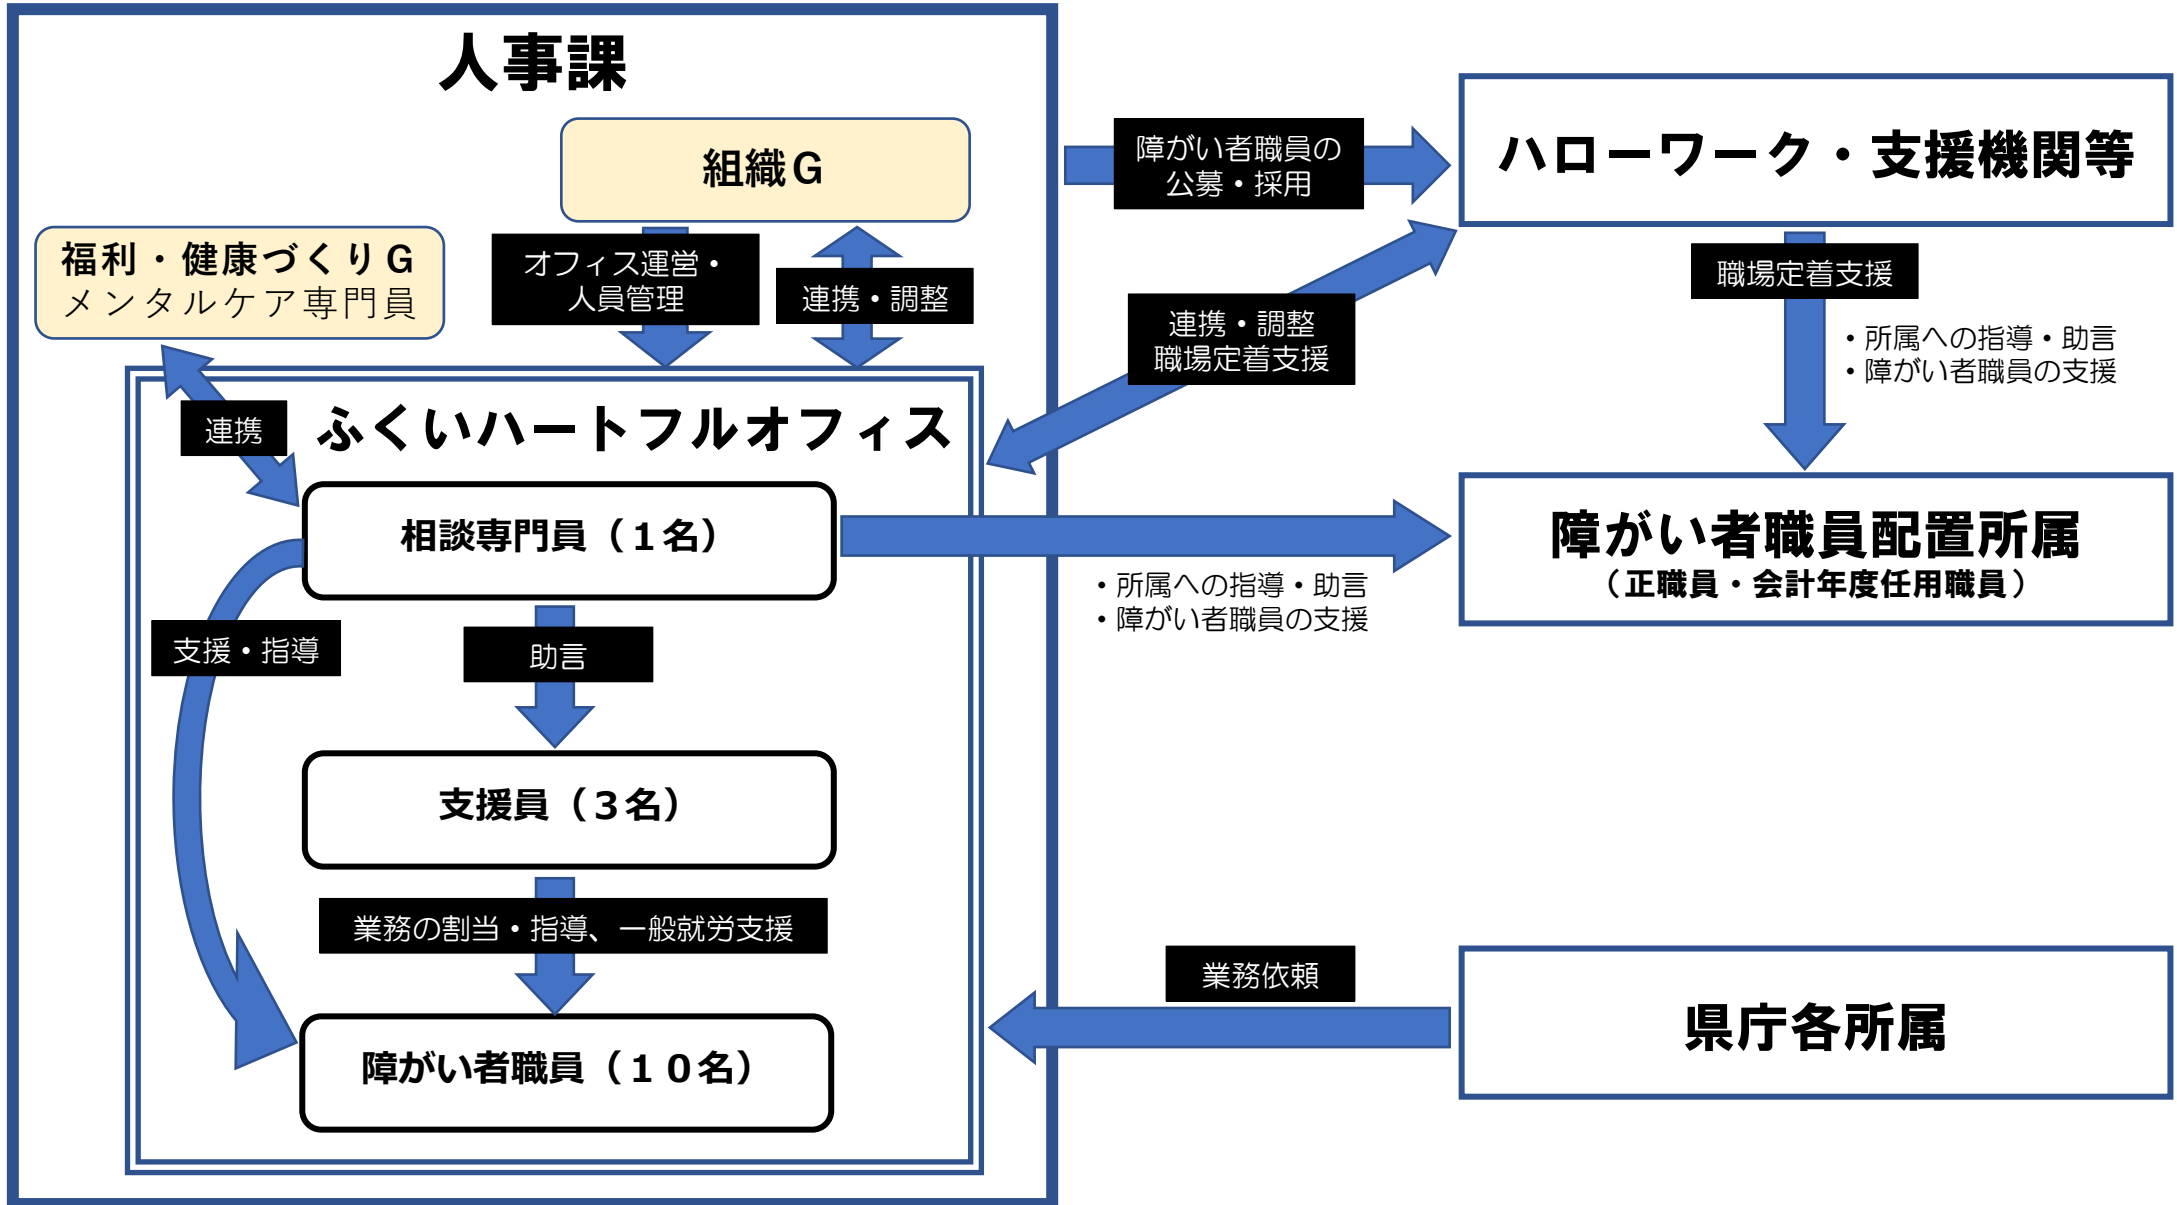 人事課
組織G
福利・健康づくりG
メンタルケア専門員
オフィス運営・
人員管理
連携・調整
連携
ふくいハートフルオフィス
相談専門員（１名）
支援・指導
助言
支援員（３名）
業務の割当・指導、一般就労支援
障がい者職員（１０名）
障がい者職員の
公募・採用
ハローワーク・支援機関等
連携・調整
職場定着支援
職場定着支援
・所属への指導・助言
・障がい者職員の支援
・所属への指導・助言
・障がい者職員の支援
障がい者職員配置所属
（正職員・会計年度任用職員）
業務依頼
県庁各所属